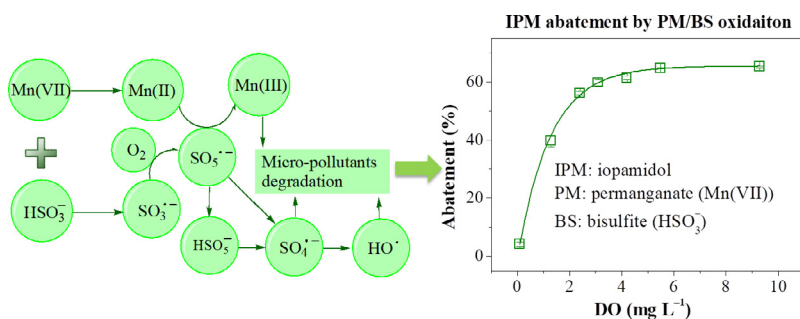 Mn(VII)
Mn(II)
Mn(III)
O₂
SO₅˙⁻
Micro-pollutants
degradation
HSO₃⁻
SO₃˙⁻
HSO₅⁻
SO₄˙⁻
HO˙
IPM abatement by PM/BS oxidaiton
Abatement (%)
60
40
20
0
IPM: iopamidol
PM: permanganate (Mn(VII))
BS: bisulfite (HSO₃⁻)
0 2 4 6 8 10
DO (mg L⁻¹)